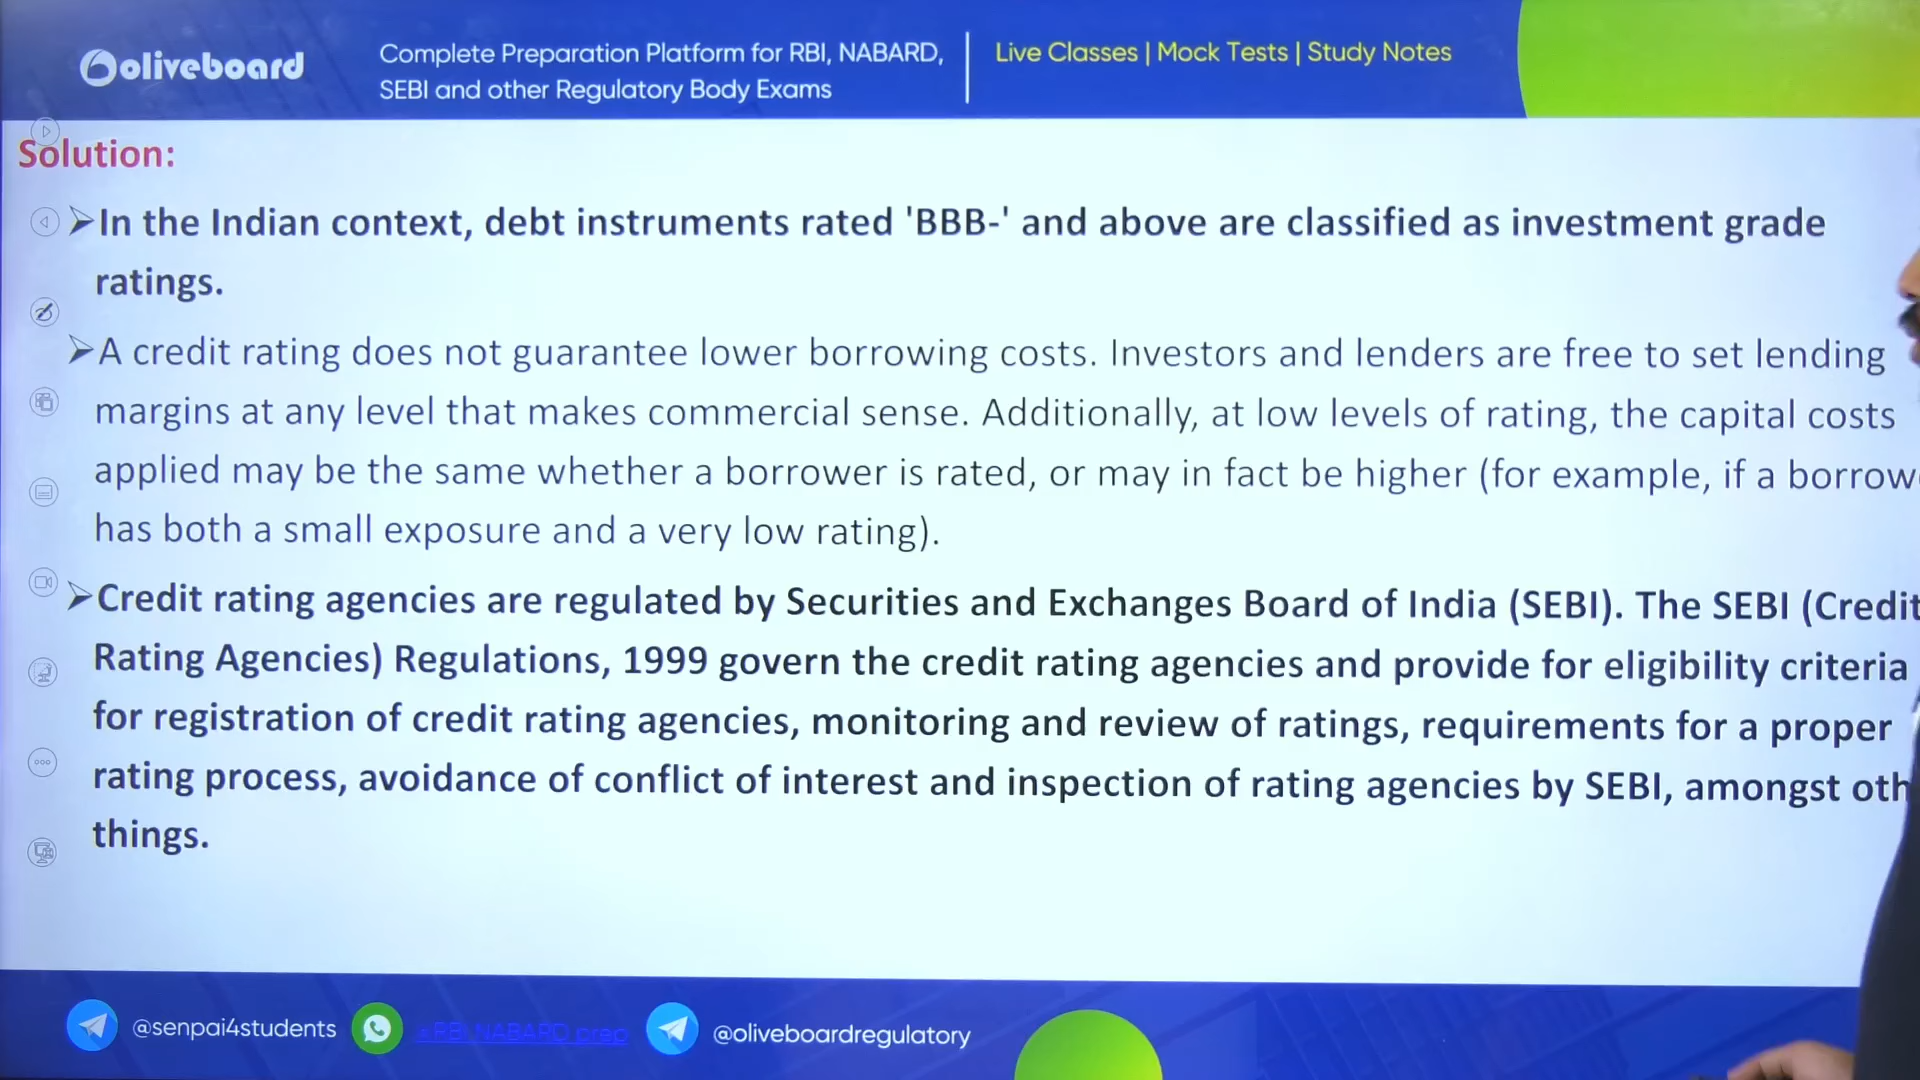 oliveboard
Complete Preparation Platform for RBI, NABARD,
SEBI and other Regulatory Body Exams
Live Classes | Mock Tests | Study Notes
Solution:
➢In the Indian context, debt instruments rated 'BBB-' and above are classified as investment grade
ratings.
➢A credit rating does not guarantee lower borrowing costs. Investors and lenders are free to set lending
margins at any level that makes commercial sense. Additionally, at low levels of rating, the capital costs
applied may be the same whether a borrower is rated, or may in fact be higher (for example, if a borrow
has both a small exposure and a very low rating).
➢Credit rating agencies are regulated by Securities and Exchanges Board of India (SEBI). The SEBI (Credit
Rating Agencies) Regulations, 1999 govern the credit rating agencies and provide for eligibility criteria
for registration of credit rating agencies, monitoring and review of ratings, requirements for a proper
rating process, avoidance of conflict of interest and inspection of rating agencies by SEBI, amongst oth
things.
@senpai4students
RBI NABARD prep
@oliveboardregulatory